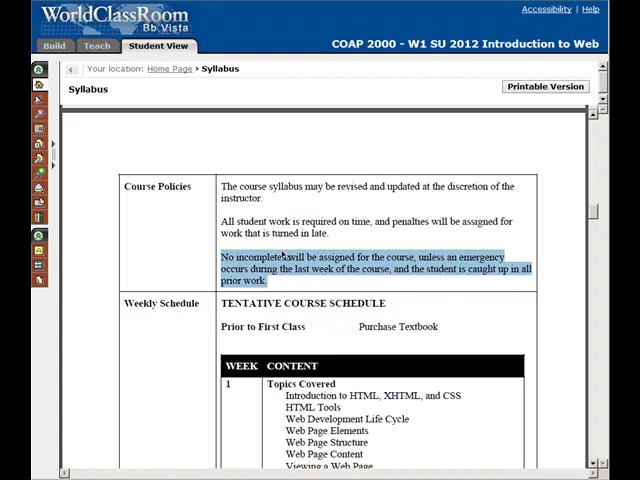 WorldClassRoom
Bb Vista
Accessibility | Help
Build
Teach
Student View
COAP 2000 - W1 SU 2012 Introduction to Web
Your location: Home Page › Syllabus
Syllabus
Printable Version
Course Policies
The course syllabus may be revised and updated at the discretion of the
instructor.
All student work is required on time, and penalties will be assigned for
work that is turned in late.
No incompletes will be assigned for the course, unless an emergency
occurs during the last week of the course, and the student is caught up in all
prior work.
Weekly Schedule
TENTATIVE COURSE SCHEDULE
Prior to First Class
Purchase Textbook
WEEK CONTENT
1
Topics Covered
Introduction to HTML, XHTML, and CSS
HTML Tools
Web Development Life Cycle
Web Page Elements
Web Page Structure
Web Page Content
Viewing a Web Page